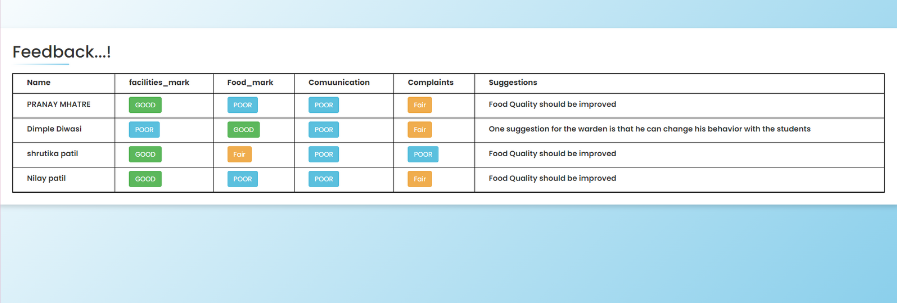 Feedback...!
Name facilities_mark Food_mark Comuunication Complaints Suggestions
PRANAY MHATRE GOOD POOR POOR Fair Food Quality should be improved
Dimple Diwasi POOR GOOD POOR Fair One suggestion for the warden is that he can change his behavior with the students
shrutika patil GOOD Fair POOR POOR Food Quality should be improved
Nilay patil GOOD POOR POOR Fair Food Quality should be improved